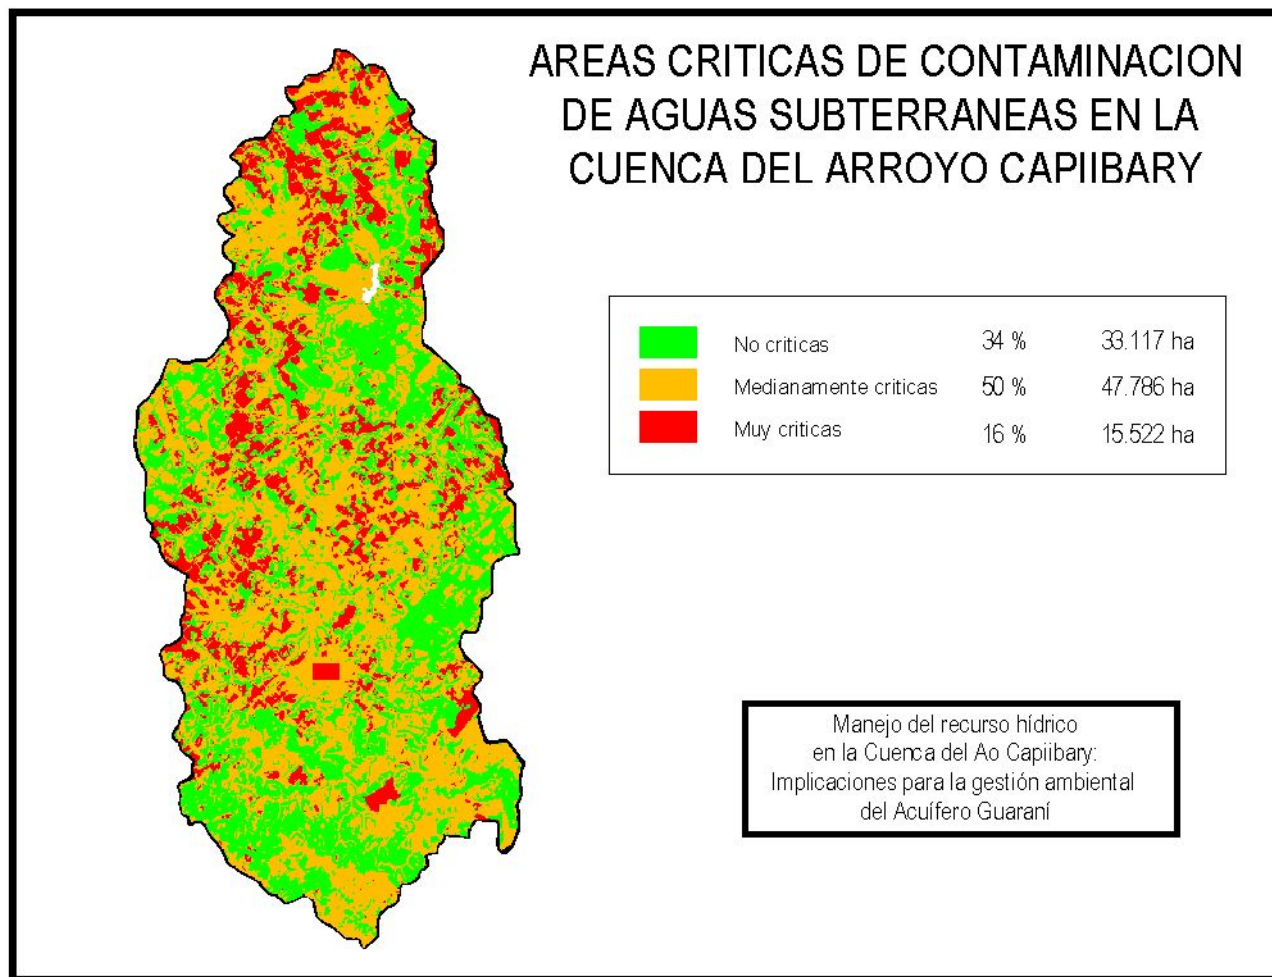 AREAS CRITICAS DE CONTAMINACION
DE AGUAS SUBTERRANEAS EN LA
CUENCA DEL ARROYO CAPIIBARY
No criticas 34 % 33.117 ha
Medianamente criticas 50 % 47.786 ha
Muy criticas 16 % 15.522 ha
Manejo del recurso hídrico
en la Cuenca del Ao Capiibary:
Implicaciones para la gestión ambiental
del Acuífero Guaraní